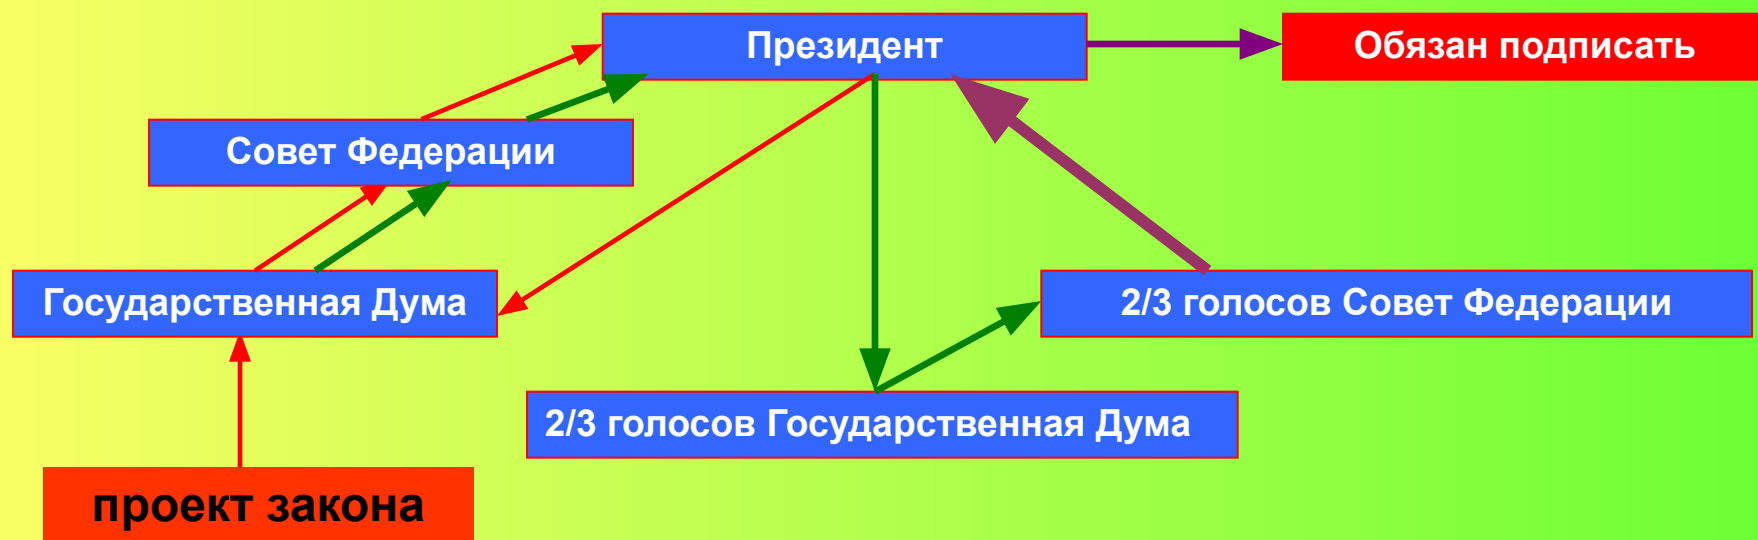 Президент
Обязан подписать
Совет Федерации
Государственная Дума
2/3 голосов Совет Федерации
2/3 голосов Государственная Дума
проект закона